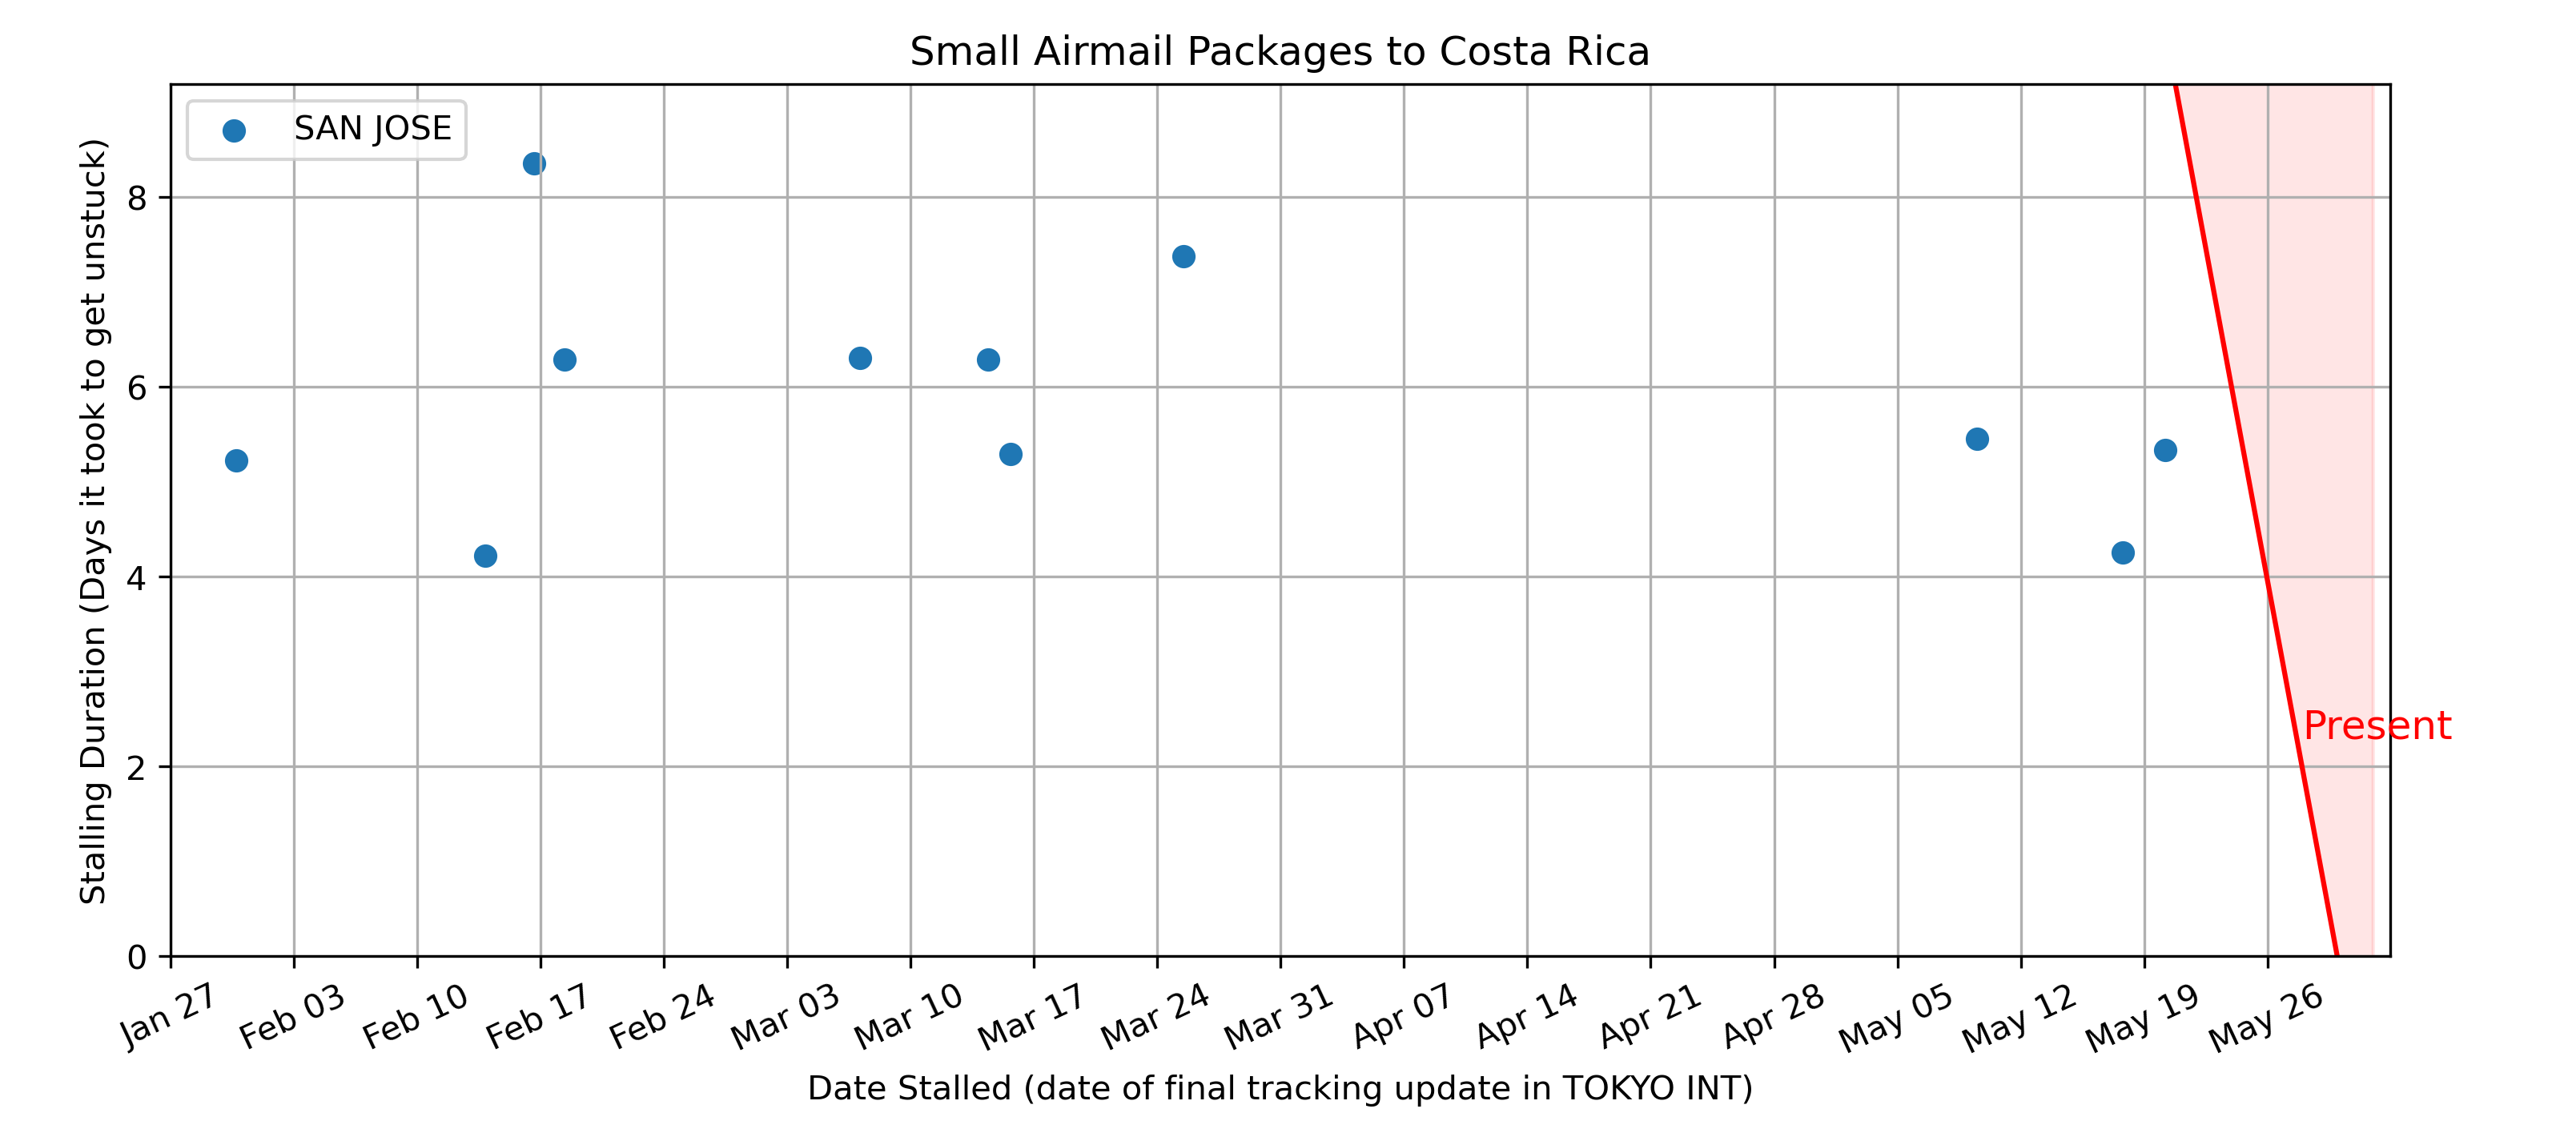 Small Airmail Packages to Costa Rica
SAN JOSE
Stalling Duration (Days it took to get unstuck)
8
6
4
2
0
Present
Jan 27
Feb 03
Feb 10
Feb 17
Feb 24
Mar 03
Mar 10
Mar 17
Mar 24
Mar 31
Apr 07
Apr 14
Apr 21
Apr 28
May 05
May 12
May 19
May 26
Date Stalled (date of final tracking update in TOKYO INT)